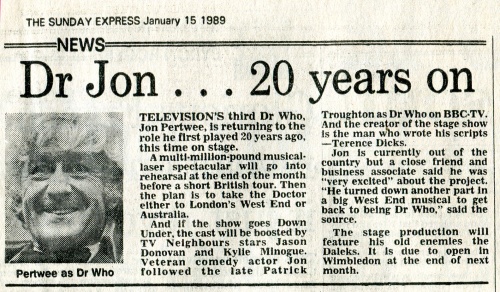 THE SUNDAY EXPRESS January 15 1989
NEWS
Dr Jon . . . 20 years on
TELEVISION'S third Dr Who,
Jon Pertwee, is returning to the
role he first played 20 years ago,
this time on stage.
A multi-million-pound musical-
laser spectacular will go into
rehearsal at the end of the month
before a short British tour. Then
the plan is to take the Doctor
either to London's West End or
Australia.
And if the show goes Down
Under, the cast will be boosted by
TV Neighbours stars Jason
Donovan and Kylie Minogue.
Veteran comedy actor Jon
followed the late Patrick
Troughton as Dr Who on BBC-TV.
And the creator of the stage show
is the man who wrote his scripts
—Terence Dicks.
Jon is currently out of the
country but a close friend and
business associate said he was
"very excited" about the project.
"He turned down another part in
a big West End musical to get
back to being Dr Who," said the
source.
The stage production will
feature his old enemies the
Daleks. It is due to open in
Wimbledon at the end of next
month.
Pertwee as Dr Who